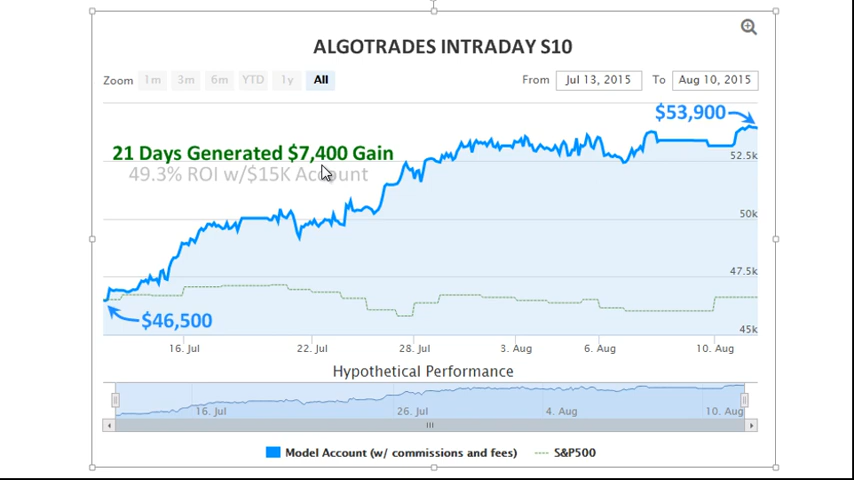 ALGOTRADES INTRADAY S10
Zoom 1m 3m 6m YTD 1y All From Jul 13, 2015 To Aug 10, 2015
$53,900
21 Days Generated $7,400 Gain
52.5k
49.3% ROI w/$15K Account
50k
47.5k
$46,500
45k
16. Jul 22. Jul 28. Jul 3. Aug 6. Aug 10. Aug
Hypothetical Performance
16. Jul 26. Jul 4. Aug 10. Aug
Model Account (w/ commissions and fees) S&P500